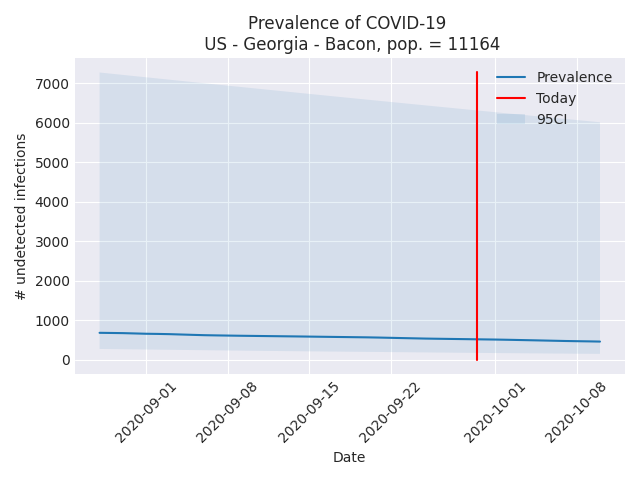 Prevalence of COVID-19
US - Georgia - Bacon, pop. = 11164
Prevalence
Today
95CI
# undetected infections
7000
6000
5000
4000
3000
2000
1000
0
2020-09-01
2020-09-08
2020-09-15
2020-09-22
2020-10-01
2020-10-08
Date